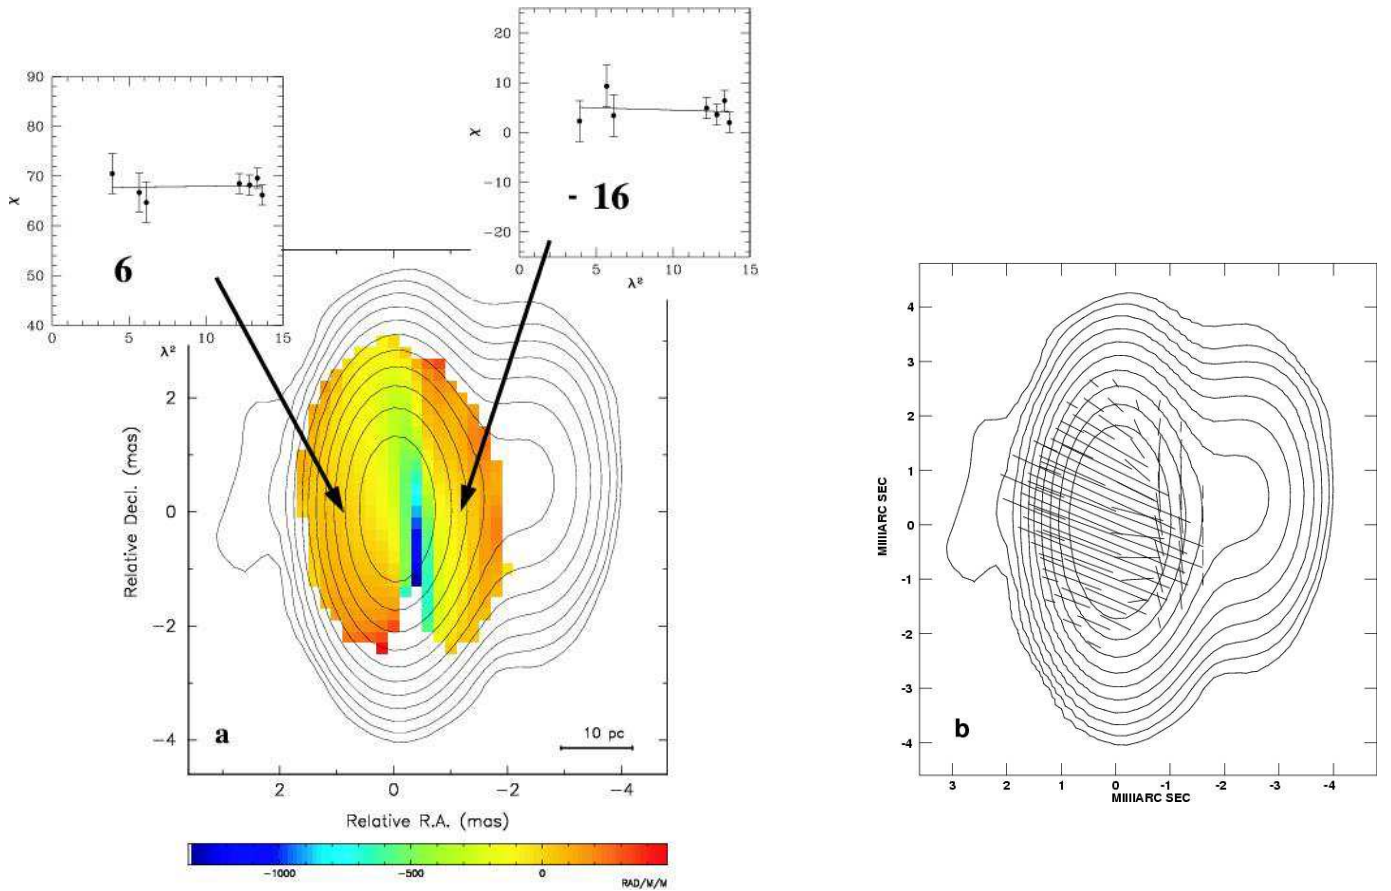 20
10
0
−10
−20
χ
- 16
0 5 10 15
λ²
90
80
70
60
50
40
χ
6
0 5 10 15
λ²
2
0
−2
−4
Relative Decl. (mas)
a
10 pc
2 0 −2 −4
Relative R.A. (mas)
−1000 −500 0
RAD/M/M
4
3
2
1
0
-1
-2
-3
-4
MIllIARC SEC
b
3 2 1 0 -1 -2 -3 -4
MIllIARC SEC